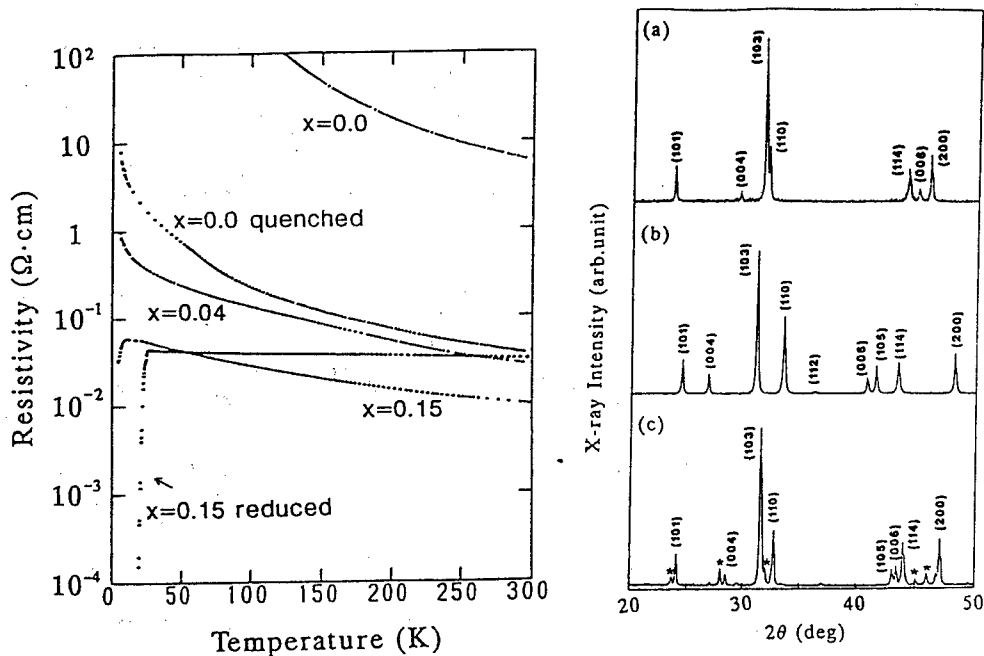 Resistivity (Ω·cm)
10²
10
1
10⁻¹
10⁻²
10⁻³
10⁻⁴
x=0.0
x=0.0 quenched
x=0.04
x=0.15
x=0.15 reduced
0 50 100 150 200 250 300
Temperature (K)
X-ray Intensity (arb.unit)
(a)
(101)
(004)
(103)
(110)
(114)
(006)
(200)
(b)
(101)
(004)
(103)
(110)
(112)
(006)
(105)
(114)
(200)
(c)
*
(101)
*
(004)
(103)
*
(110)
(105)
(006)
(114)
*
*
(200)
20 30 40 50
2θ (deg)